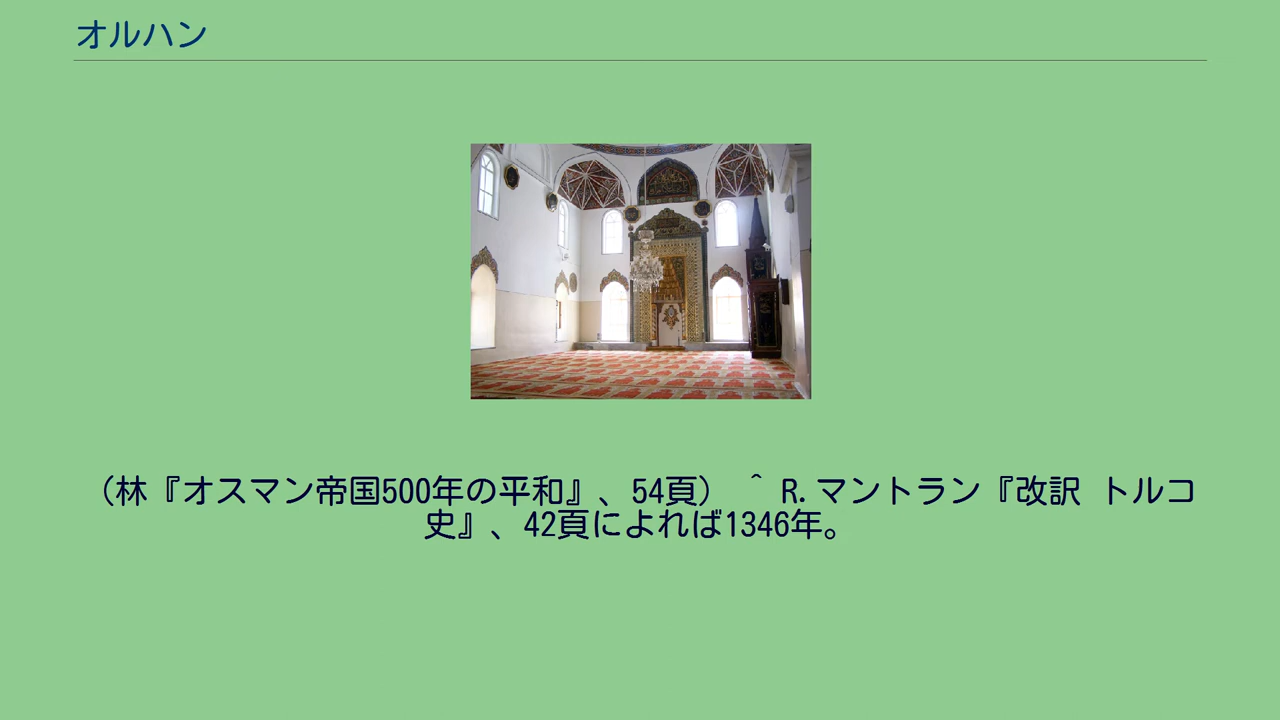 オルハン
(林『オスマン帝国500年の平和』、54頁) ^ R.マントラン『改訳 トルコ
史』、42頁によれば1346年。